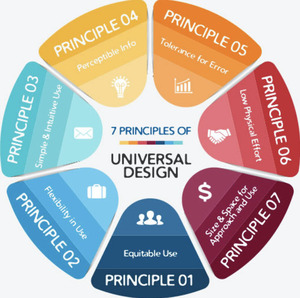 7 PRINCIPLES OF
UNIVERSAL
DESIGN
PRINCIPLE 01
Equitable Use
PRINCIPLE 02
Flexibility in Use
PRINCIPLE 03
Simple & Intuitive Use
PRINCIPLE 04
Perceptible Info
PRINCIPLE 05
Tolerance for Error
PRINCIPLE 06
Low Physical Effort
PRINCIPLE 07
Size & Space for
Approach and Use
$